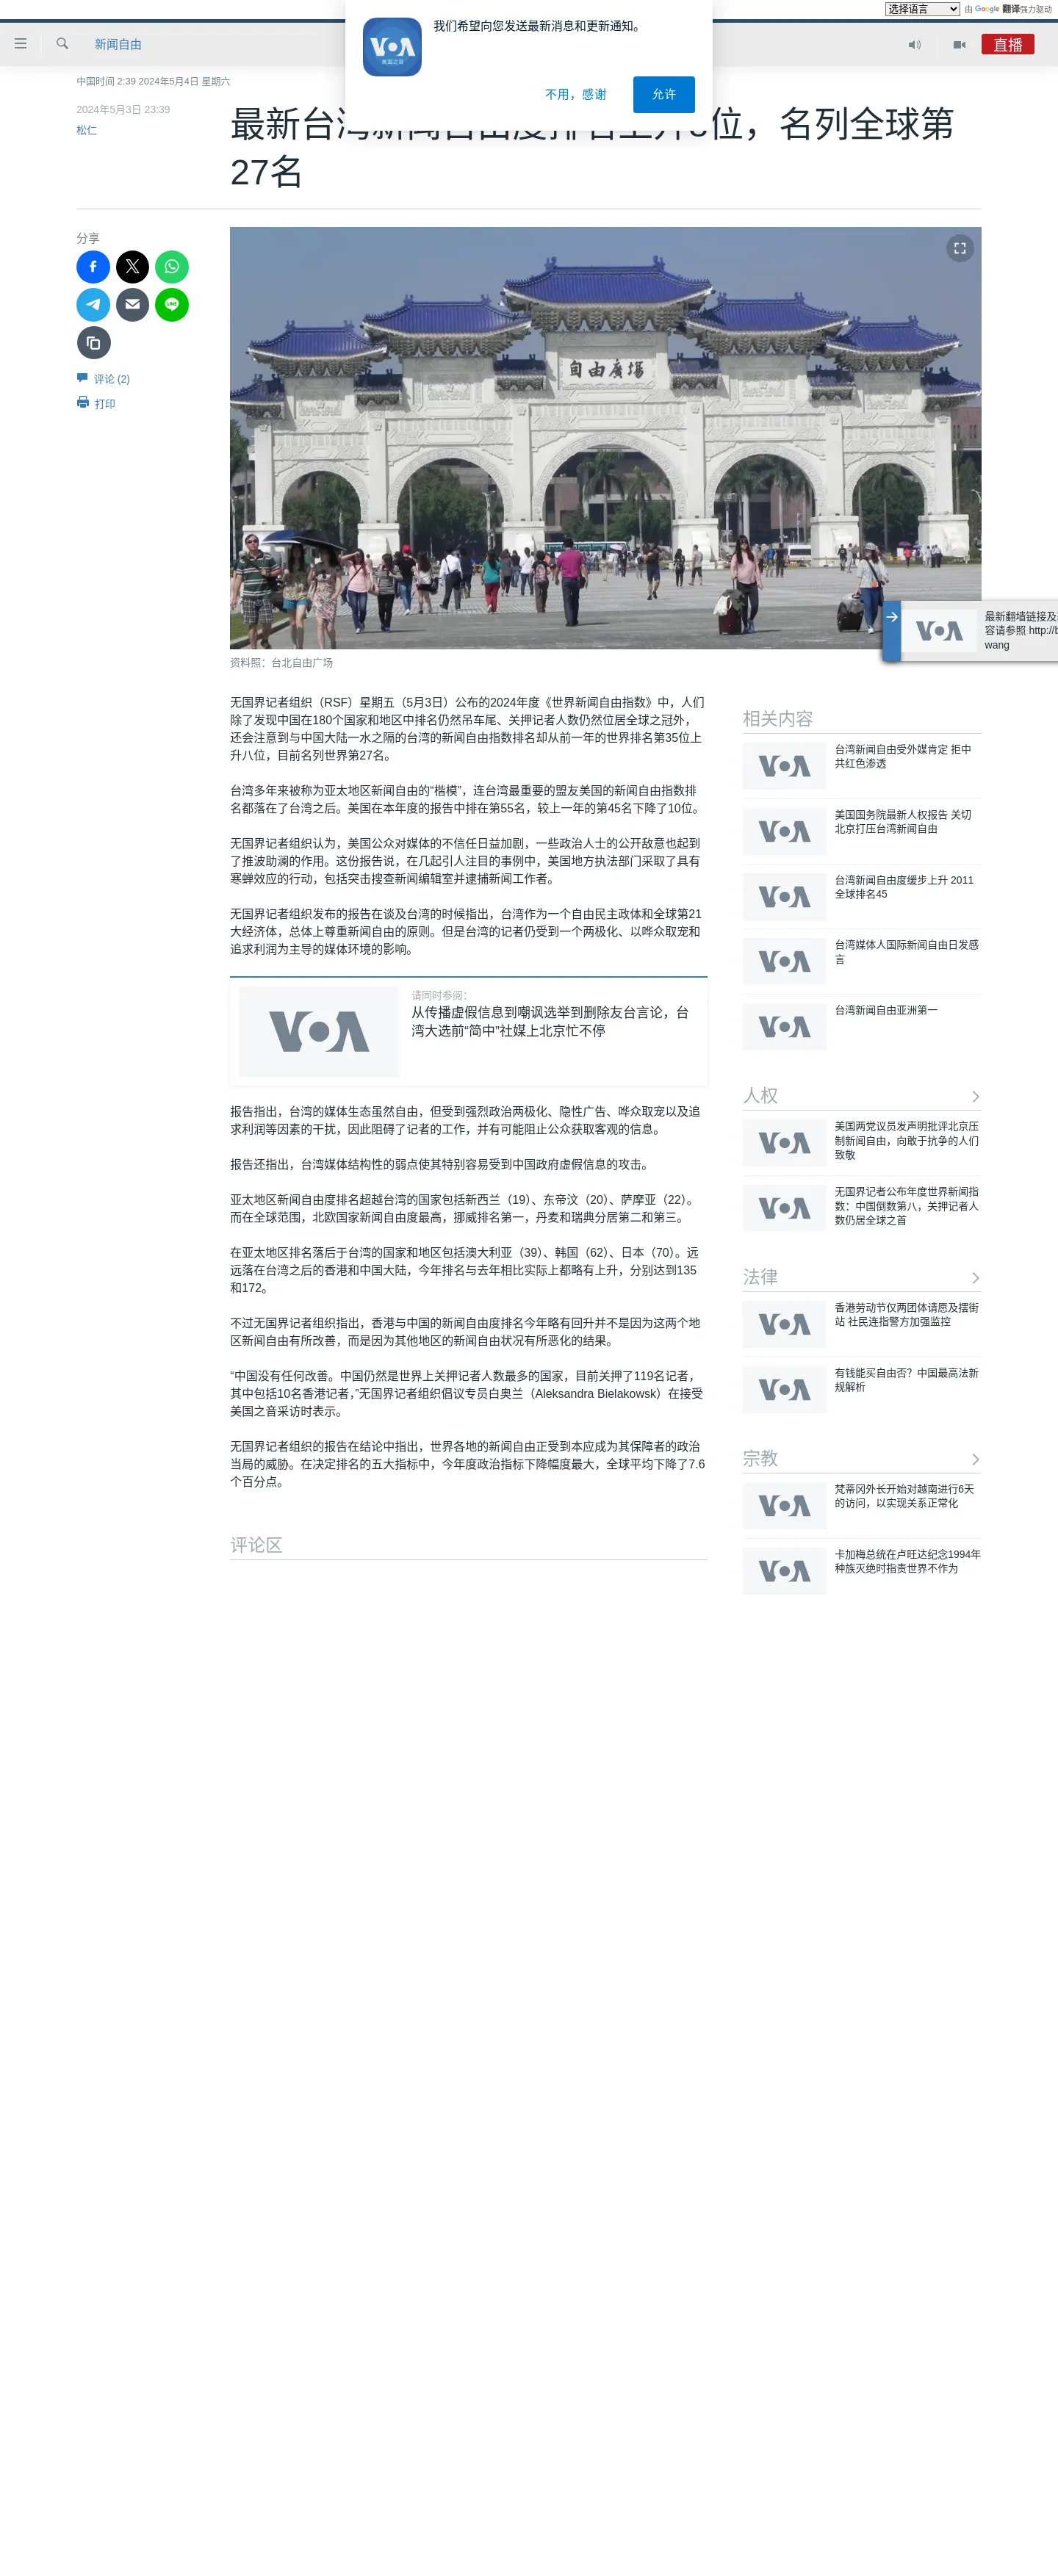 选择语言 由 Google 翻译强力驱动
我们希望向您发送最新消息和更新通知。
VOA
美国之音
不用，感谢
允许
新闻自由
直播
中国时间 2:39 2024年5月4日 星期六
2024年5月3日 23:39
松仁
位，名列全球第
27名
分享
LINE
评论 (2)
打印
自由廣場
资料照：台北自由广场
VOA
最新翻墙链接及
容请参照 http://b
wang
无国界记者组织（RSF）星期五（5月3日）公布的2024年度《世界新闻自由指数》中，人们
除了发现中国在180个国家和地区中排名仍然吊车尾、关押记者人数仍然位居全球之冠外，
还会注意到与中国大陆一水之隔的台湾的新闻自由指数排名却从前一年的世界排名第35位上
升八位，目前名列世界第27名。
台湾多年来被称为亚太地区新闻自由的“楷模”，连台湾最重要的盟友美国的新闻自由指数排
名都落在了台湾之后。美国在本年度的报告中排在第55名，较上一年的第45名下降了10位。
无国界记者组织认为，美国公众对媒体的不信任日益加剧，一些政治人士的公开敌意也起到
了推波助澜的作用。这份报告说，在几起引人注目的事例中，美国地方执法部门采取了具有
寒蝉效应的行动，包括突击搜查新闻编辑室并逮捕新闻工作者。
无国界记者组织发布的报告在谈及台湾的时候指出，台湾作为一个自由民主政体和全球第21
大经济体，总体上尊重新闻自由的原则。但是台湾的记者仍受到一个两极化、以哗众取宠和
追求利润为主导的媒体环境的影响。
VOA
请同时参阅：
从传播虚假信息到嘲讽选举到删除友台言论，台
湾大选前“简中”社媒上北京忙不停
报告指出，台湾的媒体生态虽然自由，但受到强烈政治两极化、隐性广告、哗众取宠以及追
求利润等因素的干扰，因此阻碍了记者的工作，并有可能阻止公众获取客观的信息。
报告还指出，台湾媒体结构性的弱点使其特别容易受到中国政府虚假信息的攻击。
亚太地区新闻自由度排名超越台湾的国家包括新西兰（19）、东帝汶（20）、萨摩亚（22）。
而在全球范围，北欧国家新闻自由度最高，挪威排名第一，丹麦和瑞典分居第二和第三。
在亚太地区排名落后于台湾的国家和地区包括澳大利亚（39）、韩国（62）、日本（70）。远
远落在台湾之后的香港和中国大陆，今年排名与去年相比实际上都略有上升，分别达到135
和172。
不过无国界记者组织指出，香港与中国的新闻自由度排名今年略有回升并不是因为这两个地
区新闻自由有所改善，而是因为其他地区的新闻自由状况有所恶化的结果。
“中国没有任何改善。中国仍然是世界上关押记者人数最多的国家，目前关押了119名记者，
其中包括10名香港记者，”无国界记者组织倡议专员白奥兰（Aleksandra Bielakowsk）在接受
美国之音采访时表示。
无国界记者组织的报告在结论中指出，世界各地的新闻自由正受到本应成为其保障者的政治
当局的威胁。在决定排名的五大指标中，今年度政治指标下降幅度最大，全球平均下降了7.6
个百分点。
评论区
相关内容
VOA
台湾新闻自由受外媒肯定 拒中
共红色渗透
VOA
美国国务院最新人权报告 关切
北京打压台湾新闻自由
VOA
台湾新闻自由度缓步上升 2011
全球排名45
VOA
台湾媒体人国际新闻自由日发感
言
VOA
台湾新闻自由亚洲第一
人权
VOA
美国两党议员发声明批评北京压
制新闻自由，向敢于抗争的人们
致敬
VOA
无国界记者公布年度世界新闻指
数：中国倒数第八，关押记者人
数仍居全球之首
法律
VOA
香港劳动节仅两团体请愿及摆街
站 社民连指警方加强监控
VOA
有钱能买自由否？中国最高法新
规解析
宗教
VOA
梵蒂冈外长开始对越南进行6天
的访问，以实现关系正常化
VOA
卡加梅总统在卢旺达纪念1994年
种族灭绝时指责世界不作为